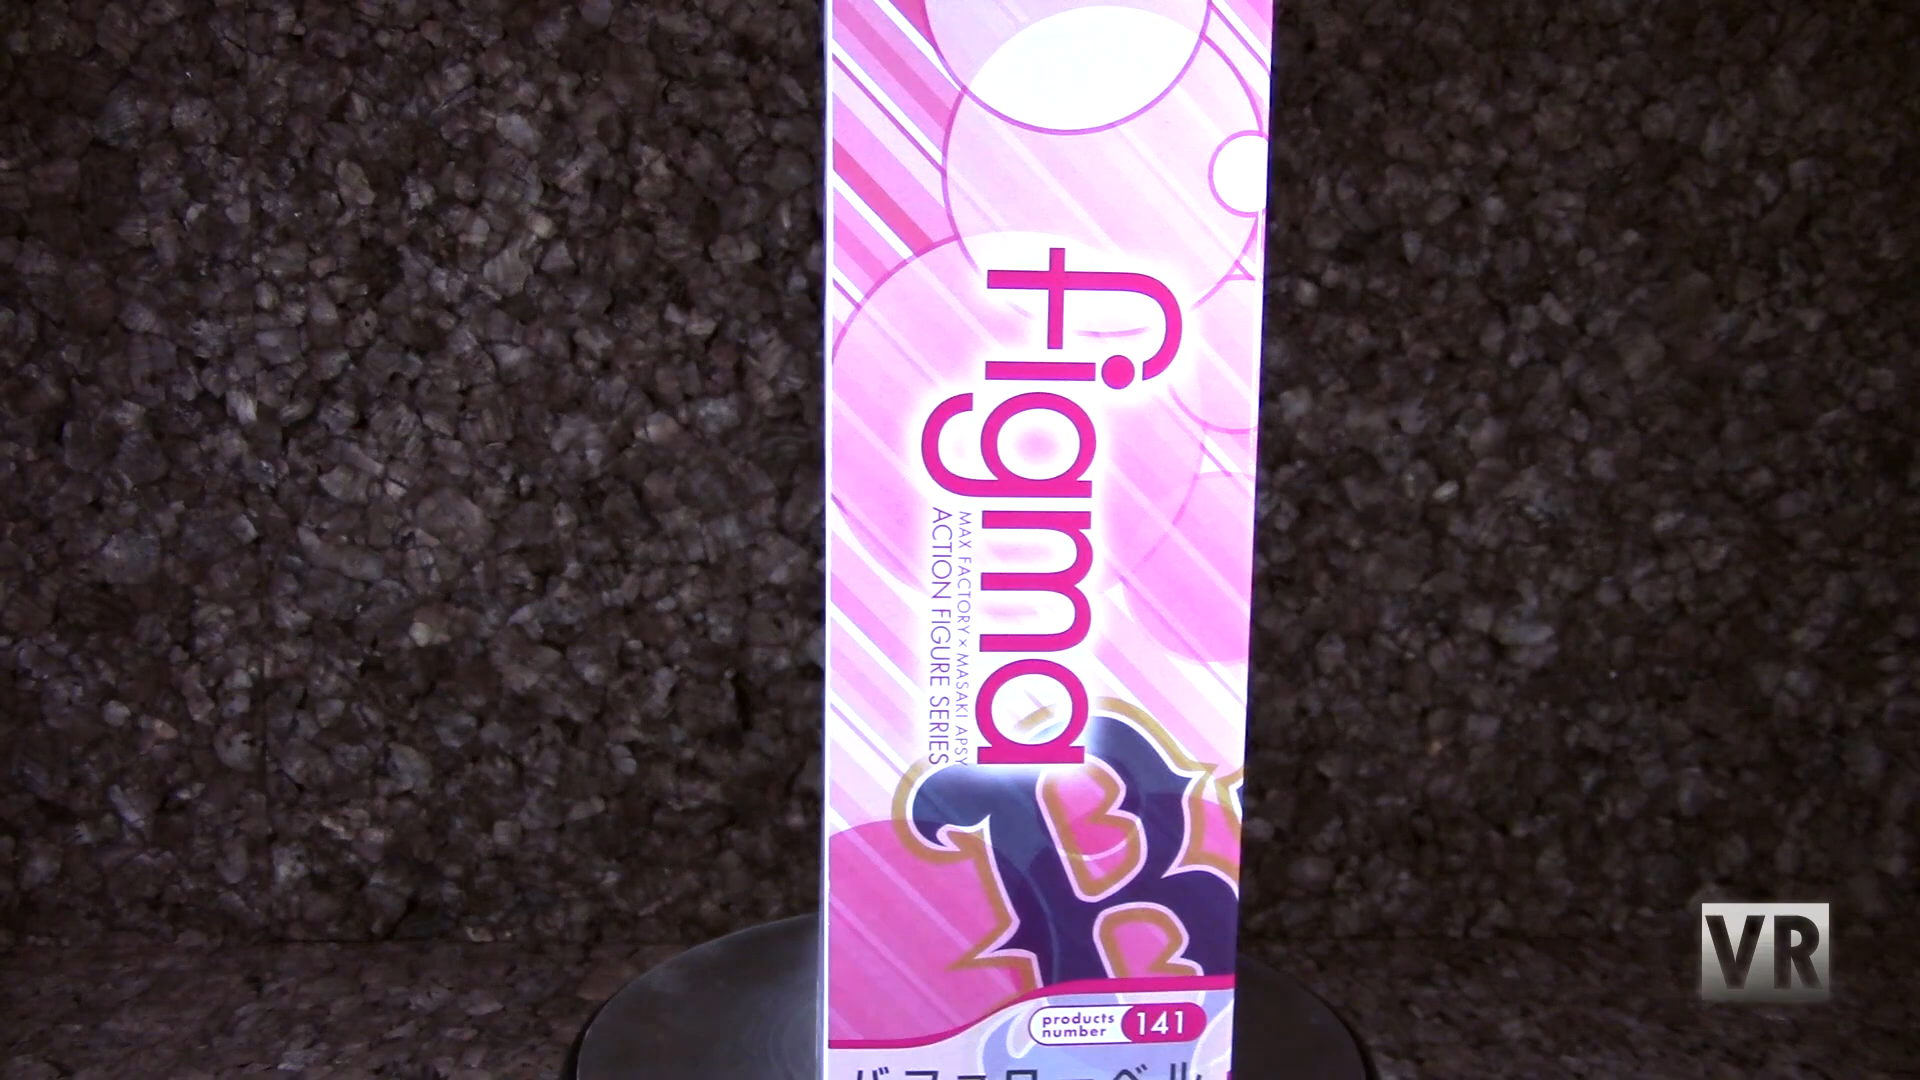 figma
MAX FACTORY×MASAKI APSY
ACTION FIGURE SERIES
products
number
141
VR